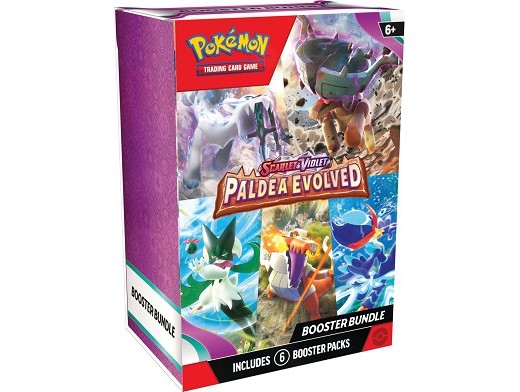 POKéMON
TRADING CARD GAME
6+
SCARLET & VIOLET
PALDEA EVOLVED
BOOSTER BUNDLE
BOOSTER BUNDLE
INCLUDES 6 BOOSTER PACKS